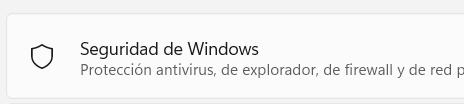 Seguridad de Windows
Protección antivirus, de explorador, de firewall y de red p